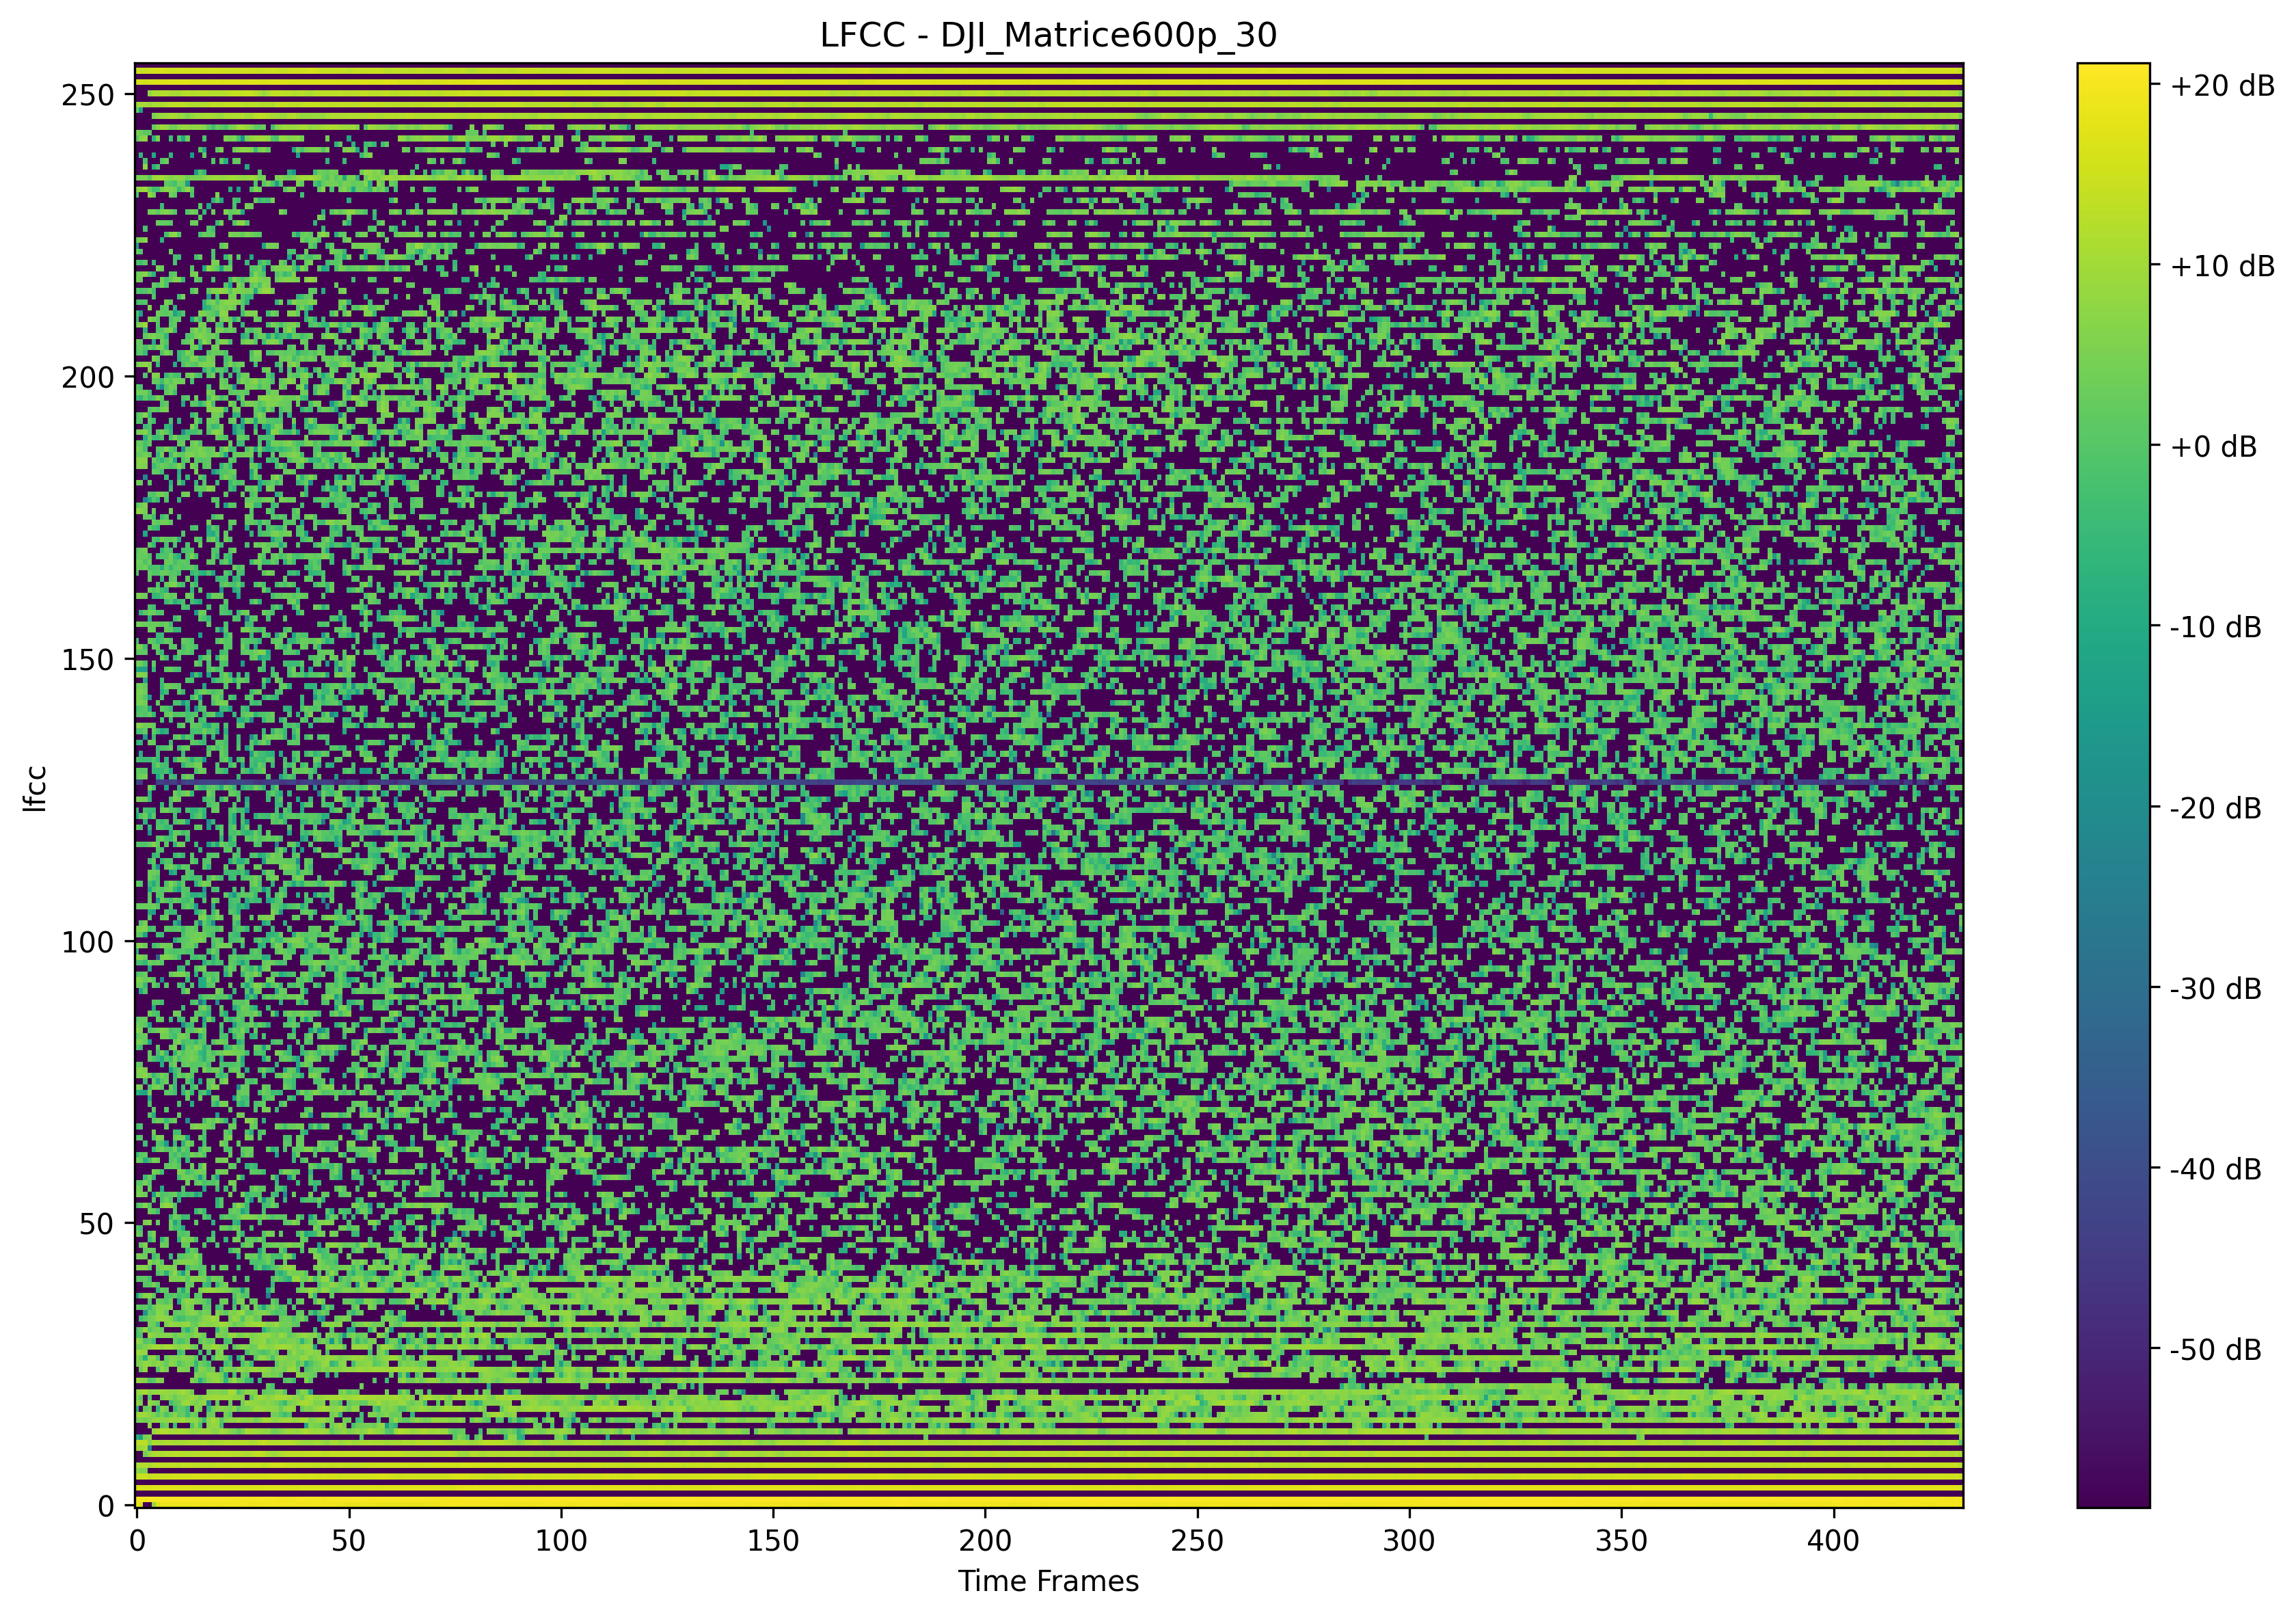 LFCC - DJI_Matrice600p_30
lfcc
250
200
150
100
50
0
0 50 100 150 200 250 300 350 400
Time Frames
+20 dB
+10 dB
+0 dB
-10 dB
-20 dB
-30 dB
-40 dB
-50 dB